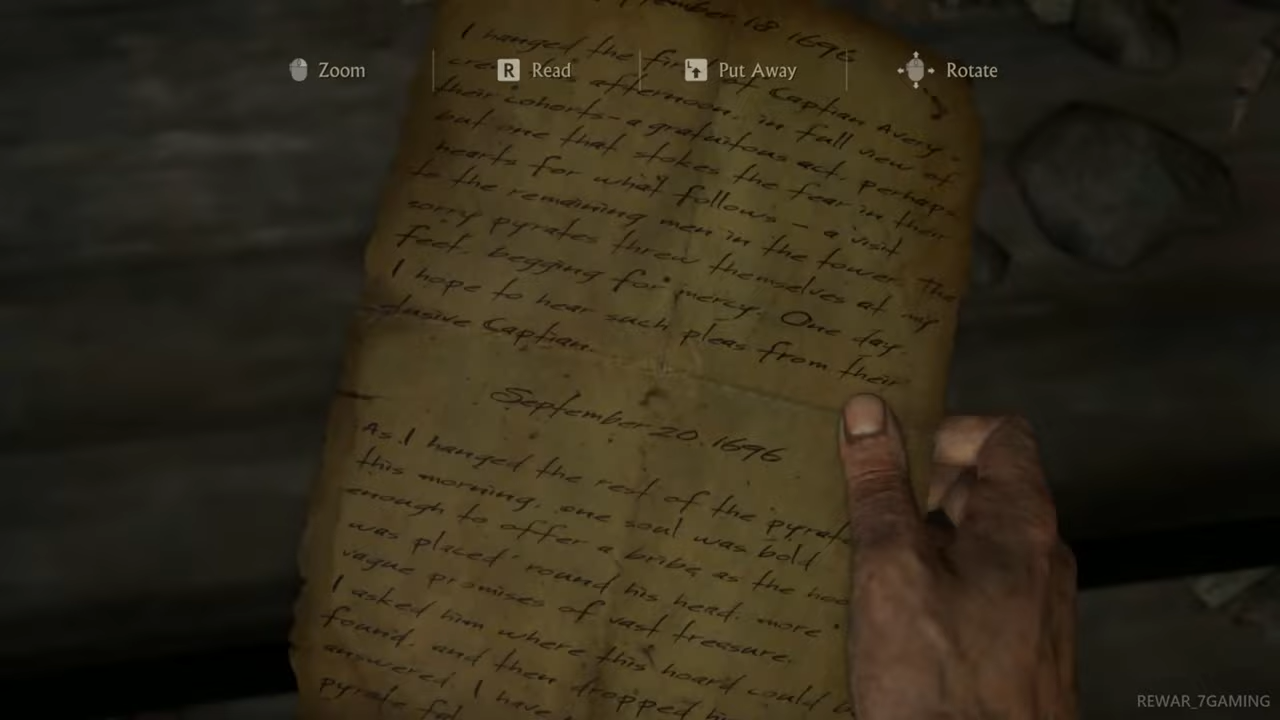 Zoom
R Read
Put Away
Rotate
September 18 1696
I hanged the first of Captian Avery's
crew this afternoon, in full view of
their cohorts - a gratuitous act, perhaps -
but one that stokes the fear in their
hearts for what follows - a visit
to the remaining men in the tower. the
sorry pyrates threw themselves at my
feet, begging for mercy. One day.
I hope to hear such pleas from their
elusive Captian.
September 20, 1696
As I hanged the rest of the pyrates
this morning, one soul was bold
enough to offer a bribe, as the
was placed 'round his head. more
vague promises of vast treasure.
I asked him where this hoard could
found, and then dropped
answered. I have
pyrate
REWAR_7GAMING